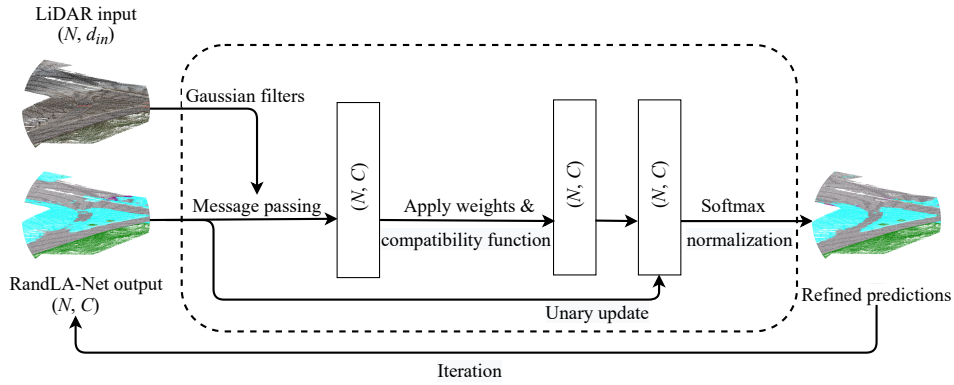 LiDAR input
(N, d_in)
Gaussian filters
(N, C)
(N, C)
(N, C)
Message passing
Apply weights &
compatibility function
Softmax
normalization
RandLA-Net output
(N, C)
Unary update
Refined predictions
Iteration